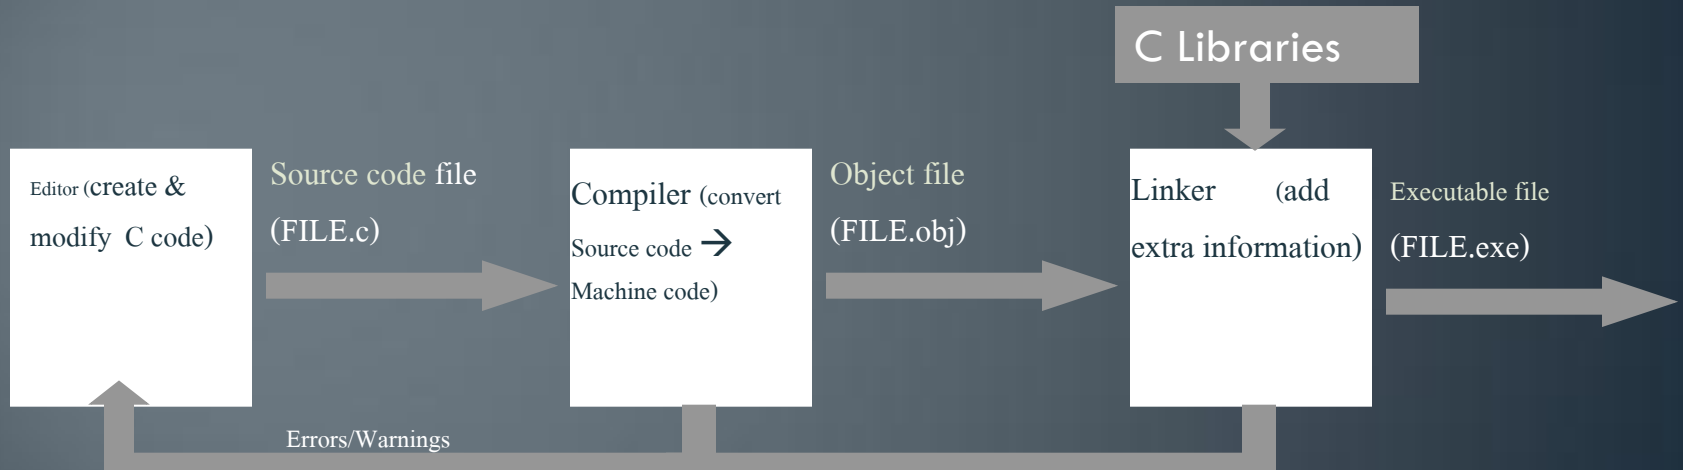 C Libraries
Editor (create &
modify C code)
Source code file
(FILE.c)
Compiler (convert
Source code →
Machine code)
Object file
(FILE.obj)
Linker (add
extra information)
Executable file
(FILE.exe)
Errors/Warnings